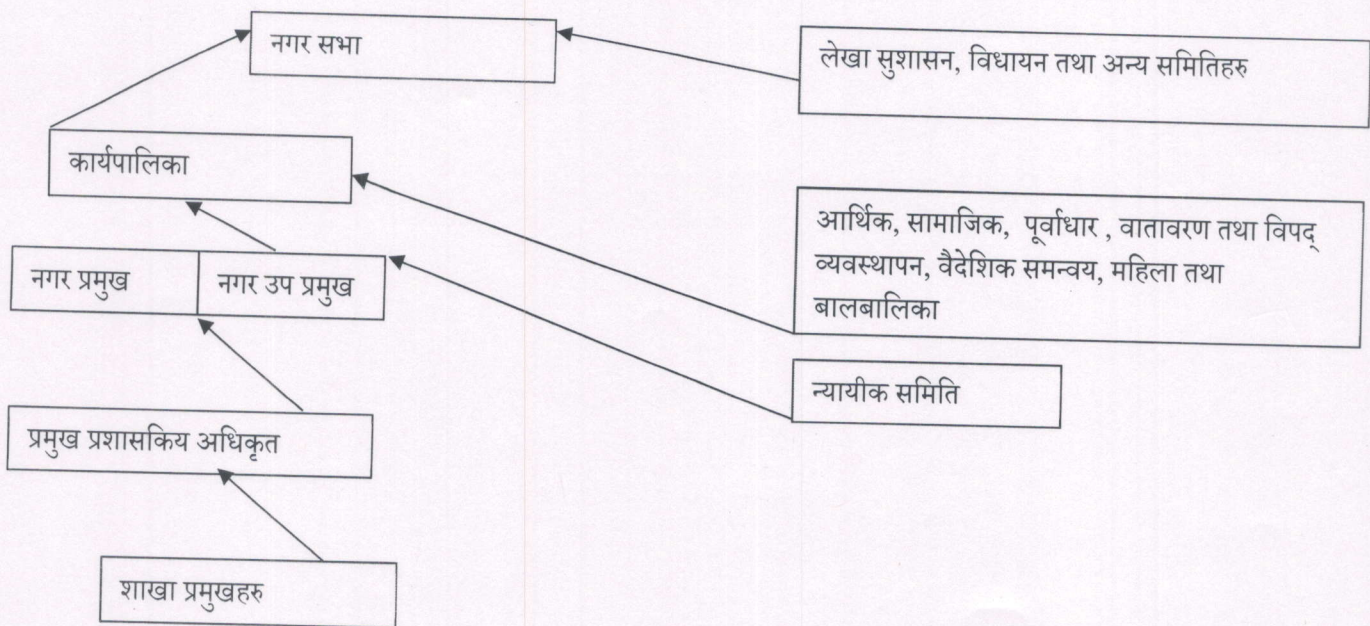 नगर सभा
लेखा सुशासन, विधायन तथा अन्य समितिहरु
कार्यपालिका
आर्थिक, सामाजिक, पूर्वाधार , वातावरण तथा विपद्
व्यवस्थापन, वैदेशिक समन्वय, महिला तथा
बालबालिका
नगर प्रमुख
नगर उप प्रमुख
न्यायीक समिति
प्रमुख प्रशासकिय अधिकृत
शाखा प्रमुखहरु